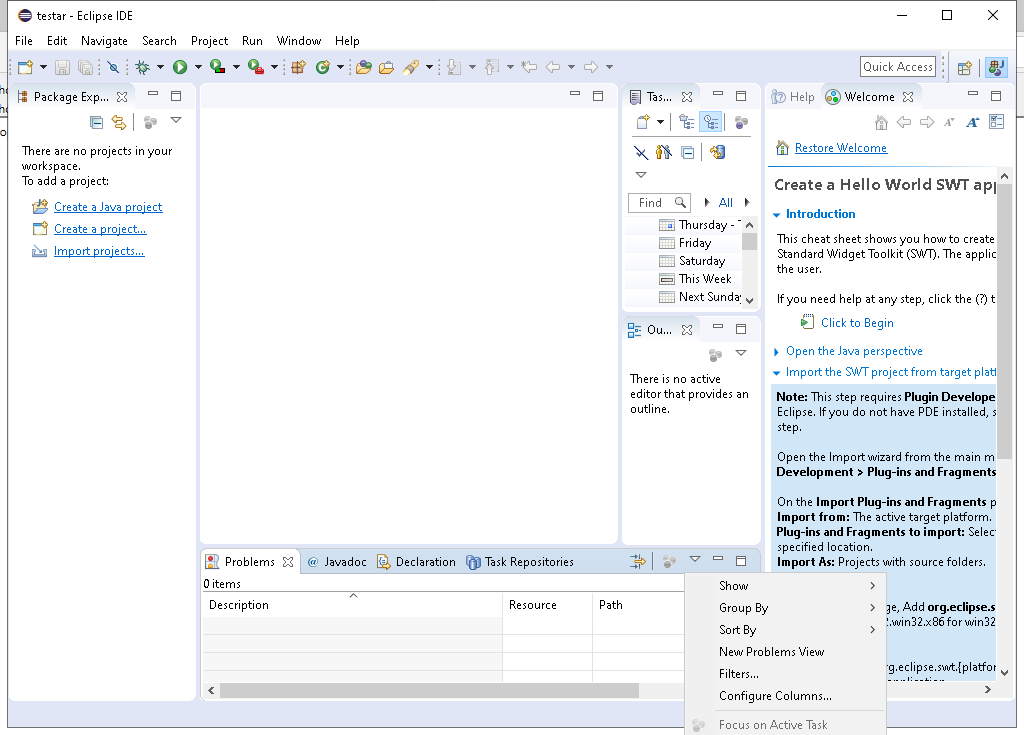 testar - Eclipse IDE
File Edit Navigate Search Project Run Window Help
Quick Access
Package Exp...
There are no projects in your
workspace.
To add a project:
Create a Java project
Create a project...
Import projects...
Tas...
Find
All
Thursday -
Friday
Saturday
This Week
Next Sunday
Ou...
There is no active
editor that provides an
outline.
Help Welcome
Restore Welcome
Create a Hello World SWT app
Introduction
This cheat sheet shows you how to create
Standard Widget Toolkit (SWT). The applic
the user.
If you need help at any step, click the (?) t
Click to Begin
Open the Java perspective
Import the SWT project from target platf
Note: This step requires Plugin Develope
Eclipse. If you do not have PDE installed, s
step.
Open the Import wizard from the main m
Development > Plug-ins and Fragments
On the Import Plug-ins and Fragments p
Import from: The active target platform.
Plug-ins and Fragments to import: Selec
specified location.
Import As: Projects with source folders.
ge, Add org.eclipse.s
.win32.x86 for win32
rg.eclipse.swt.{platfo
Problems @ Javadoc Declaration Task Repositories
0 items
Description Resource Path
Show
Group By
Sort By
New Problems View
Filters...
Configure Columns...
Focus on Active Task